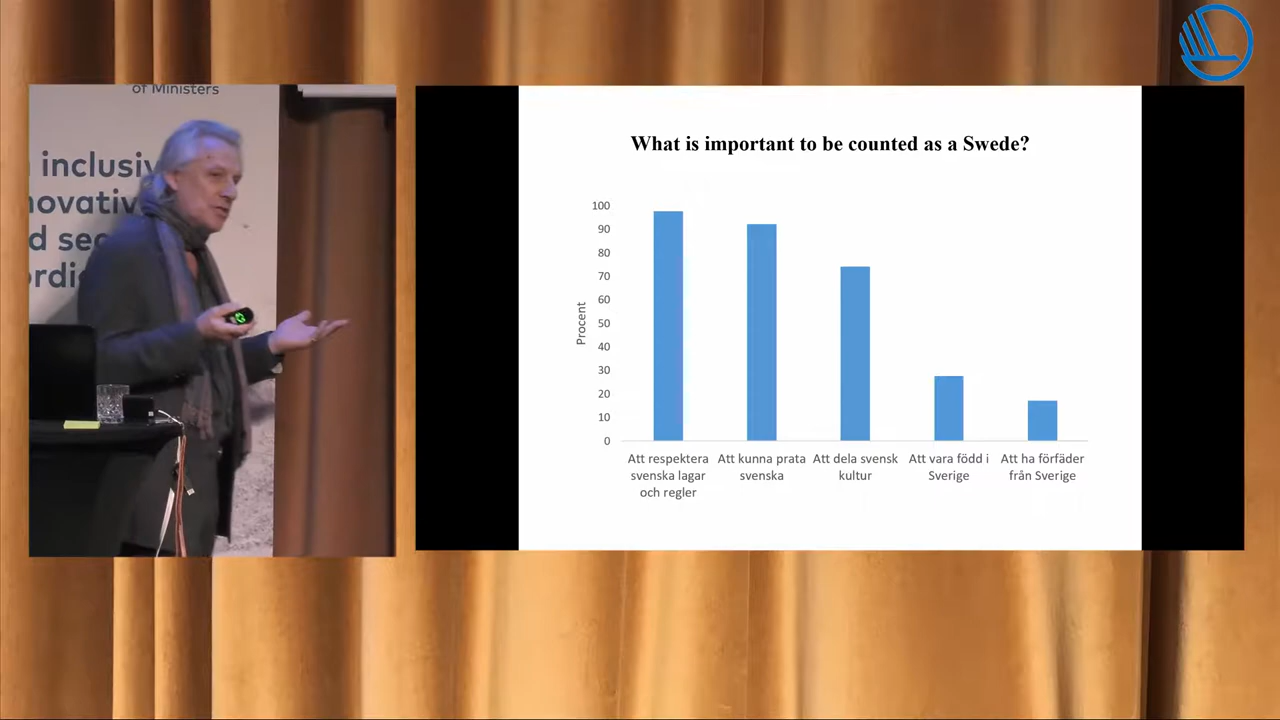 of Ministers
inclusiv
novativ
d sec
ordi
What is important to be counted as a Swede?
100
90
80
70
60
50
40
30
20
10
0
Procent
Att respektera
svenska lagar
och regler
Att kunna prata
svenska
Att dela svensk
kultur
Att vara född i
Sverige
Att ha förfäder
från Sverige